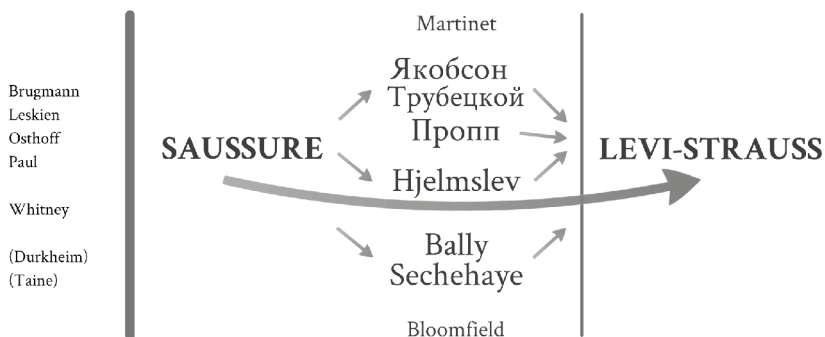 Brugmann
Leskien
Osthoff
Paul
Whitney
(Durkheim)
(Taine)
SAUSSURE
Martinet
Якобсон
Трубецкой
Пропп
Hjelmslev
Bally
Sechehaye
Bloomfield
LEVI-STRAUSS